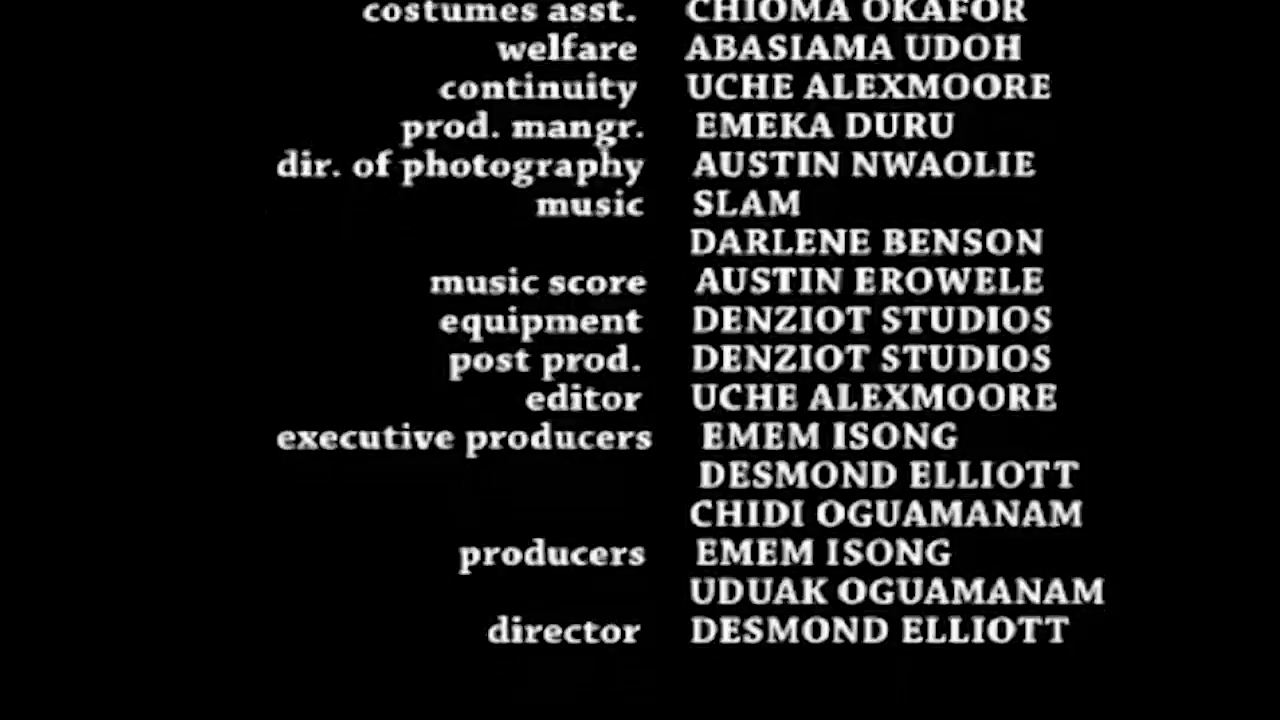 costumes asst. CHIOMA OKAFOR
welfare ABASIAMA UDOH
continuity UCHE ALEXMOORE
prod. mangr. EMEKA DURU
dir. of photography AUSTIN NWAOLIE
music SLAM
DARLENE BENSON
music score AUSTIN EROWELE
equipment DENZIOT STUDIOS
post prod. DENZIOT STUDIOS
editor UCHE ALEXMOORE
executive producers EMEM ISONG
DESMOND ELLIOTT
CHIDI OGUAMANAM
producers EMEM ISONG
UDUAK OGUAMANAM
director DESMOND ELLIOTT